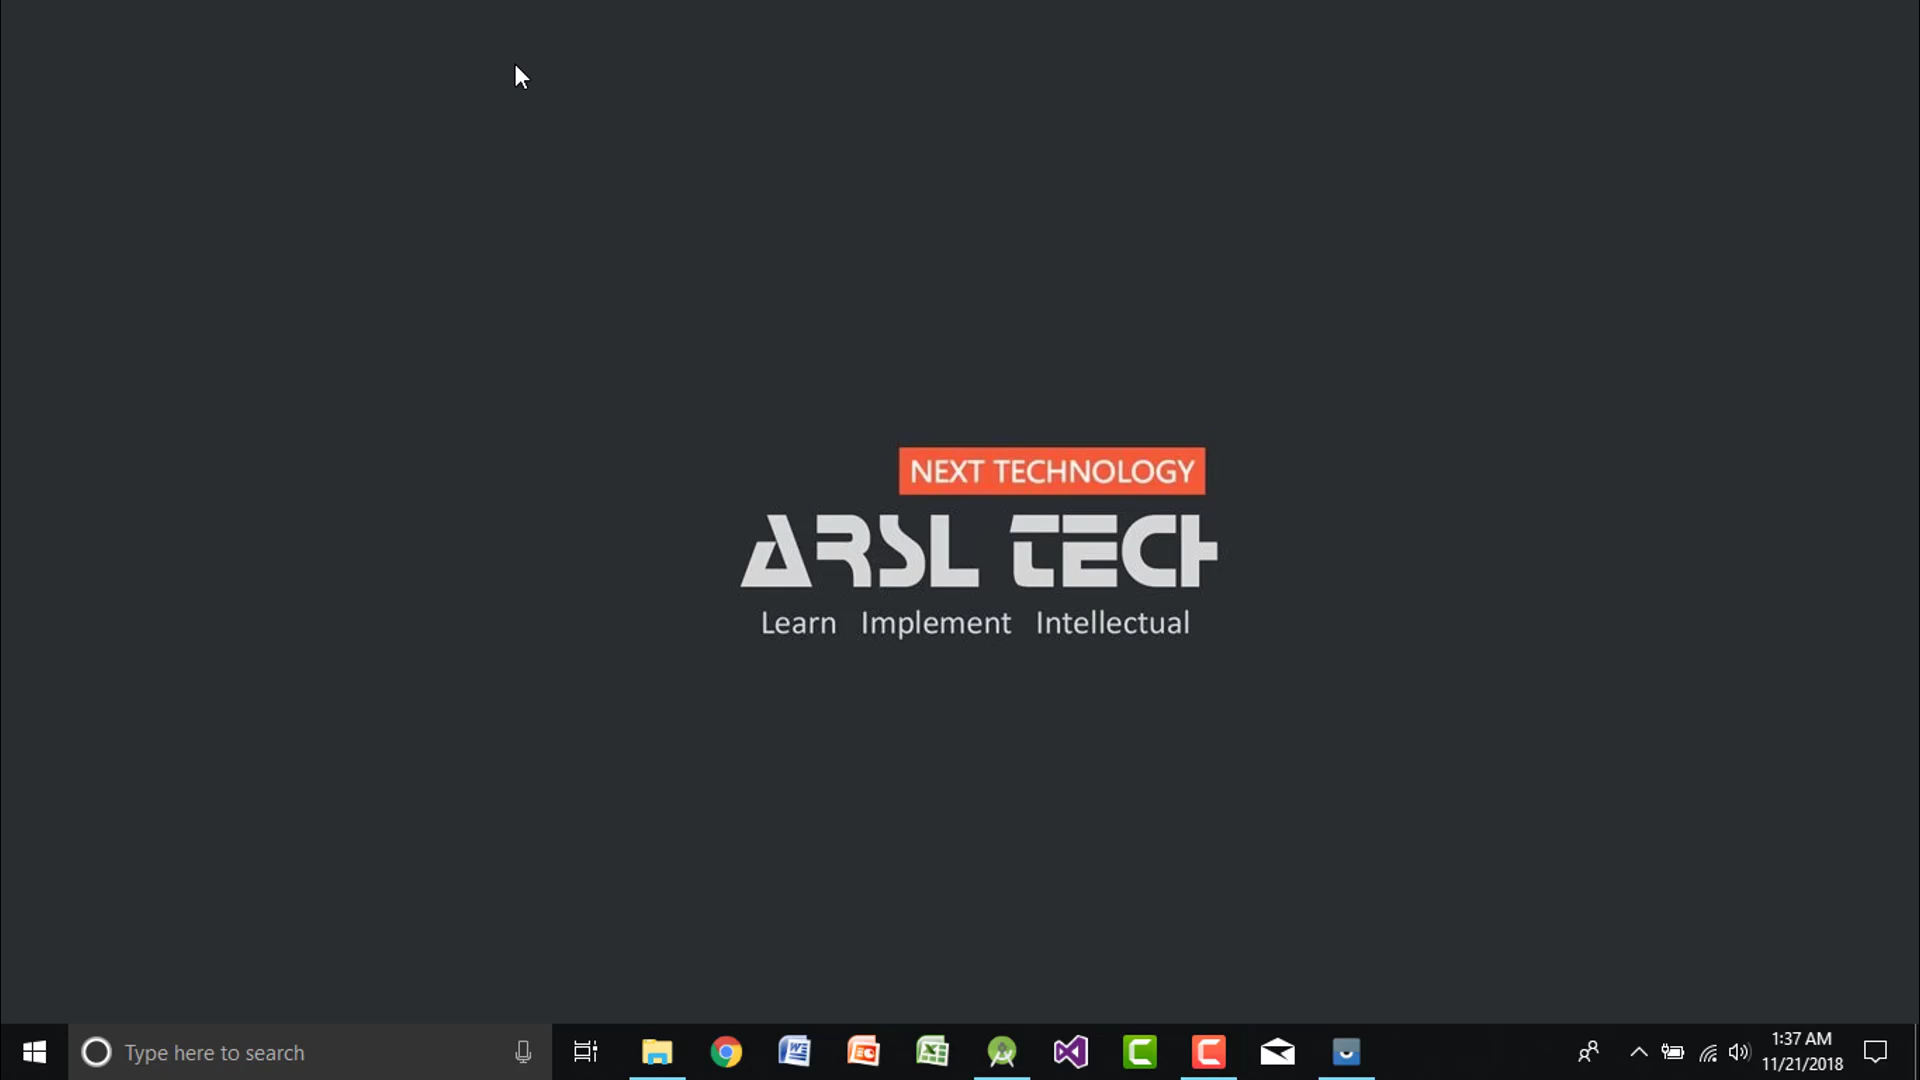 NEXT TECHNOLOGY
ARSL TECH
Learn Implement Intellectual
Type here to search
1:37 AM
11/21/2018